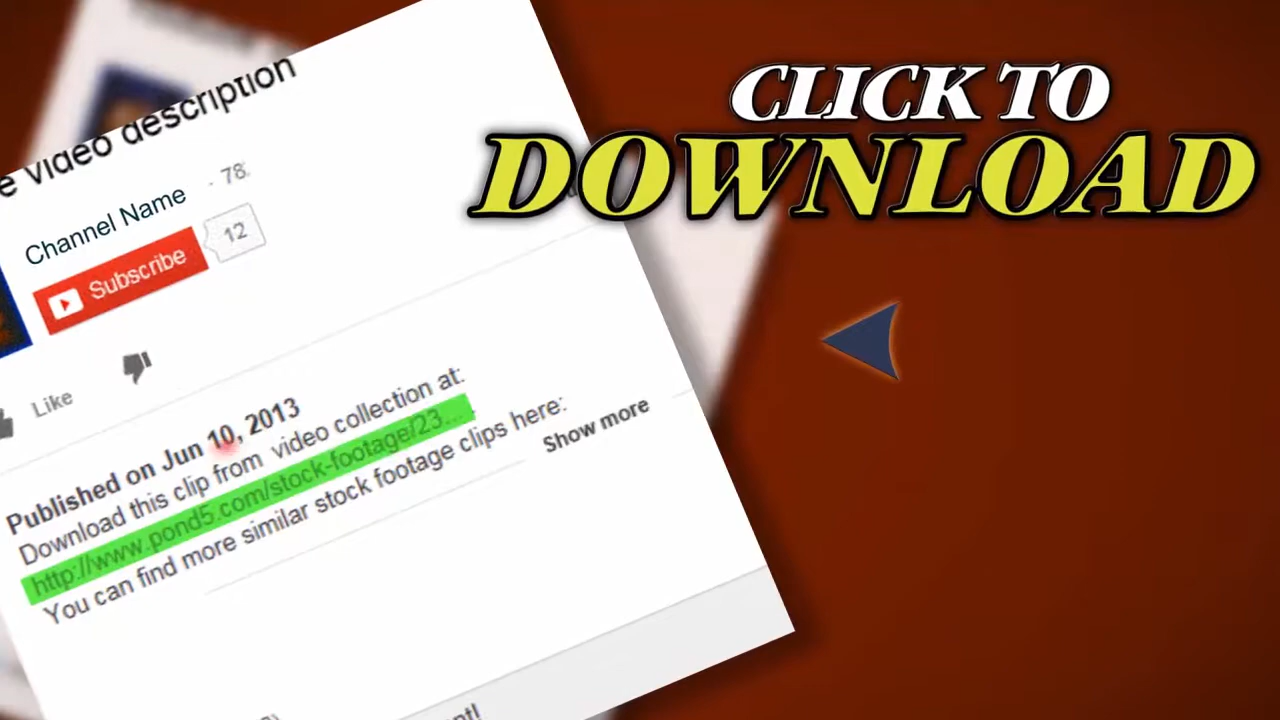 CLICK TO
DOWNLOAD
e video description
Channel Name
- 78
Subscribe
12
Like
Published on Jun 10, 2013
Download this clip from video collection at:
http://www.pond5.com/stock-footage/23...
You can find more similar stock footage clips here:
Show more